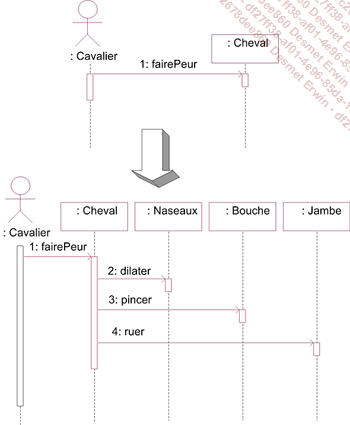 : Cavalier
: Cheval
1: fairePeur
: Cheval
: Naseaux
: Bouche
: Jambe
: Cavalier
1: fairePeur
2: dilater
3: pincer
4: ruer